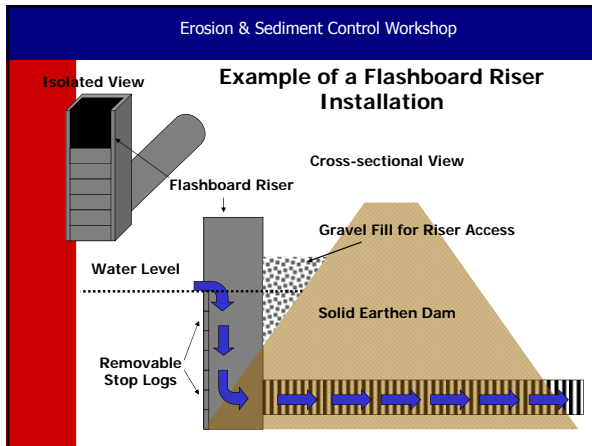 Erosion & Sediment Control Workshop
Example of a Flashboard Riser
Installation
Isolated View
Cross-sectional View
Flashboard Riser
Gravel Fill for Riser Access
Water Level
Solid Earthen Dam
Removable
Stop Logs